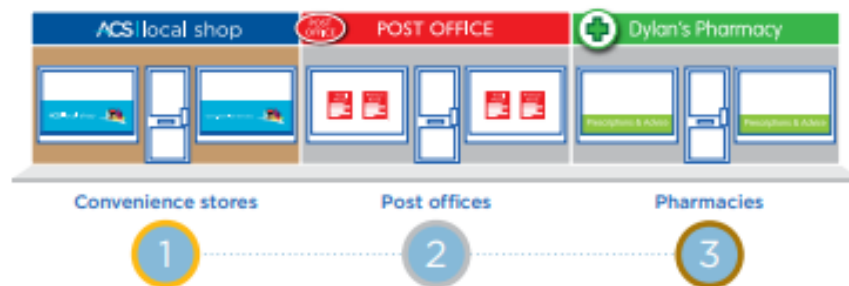 ACS local shop
POST OFFICE
POST OFFICE
Dylan's Pharmacy
Prescriptions & Advice
Prescriptions & Advice
Convenience stores
Post offices
Pharmacies
1
2
3